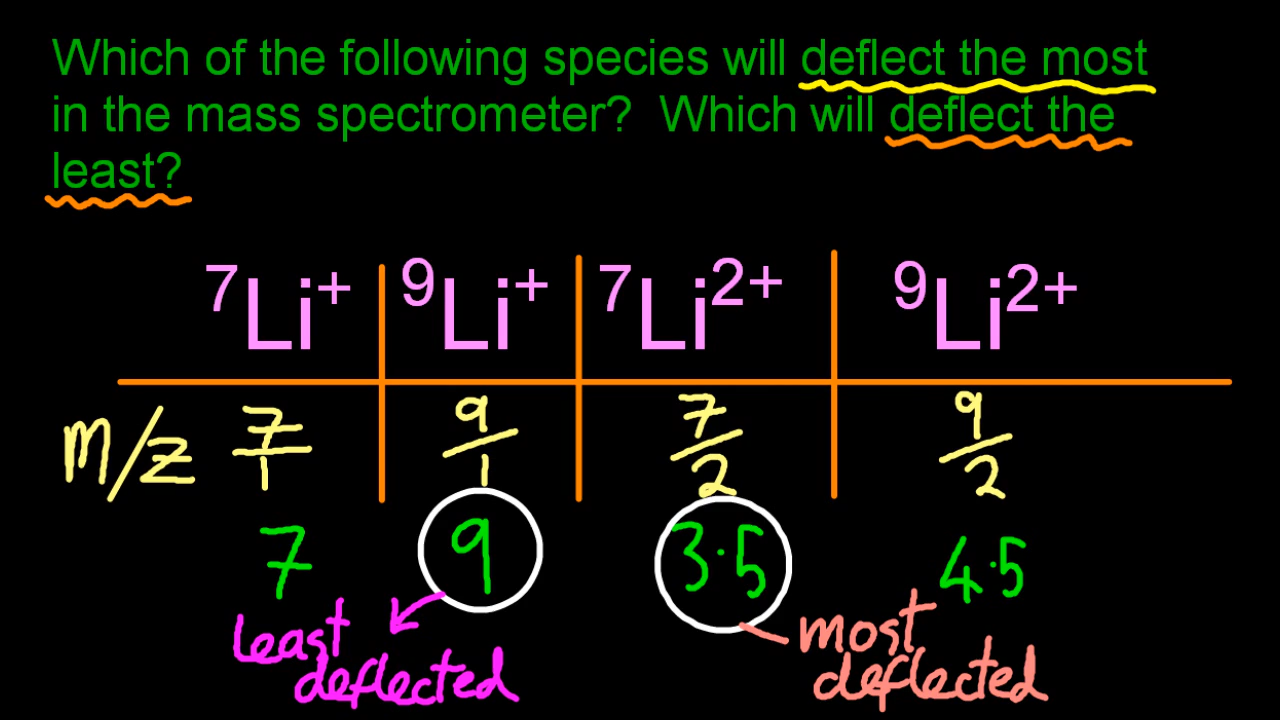 Which of the following species will deflect the most
in the mass spectrometer? Which will deflect the
least?
⁷Li⁺ ⁹Li⁺ ⁷Li²⁺ ⁹Li²⁺
m/z 7/1 9/1 7/2 9/2
7 9 3·5 4·5
least deflected most deflected